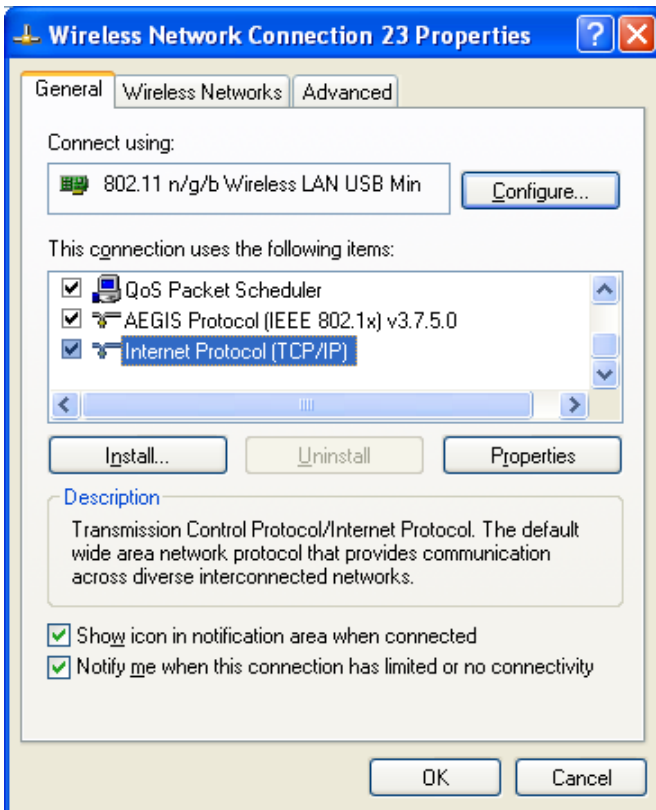 Wireless Network Connection 23 Properties
General
Wireless Networks
Advanced
Connect using:
802.11 n/g/b Wireless LAN USB Min
Configure...
This connection uses the following items:
QoS Packet Scheduler
AEGIS Protocol (IEEE 802.1x) v3.7.5.0
Internet Protocol (TCP/IP)
Install...
Uninstall
Properties
Description
Transmission Control Protocol/Internet Protocol. The default
wide area network protocol that provides communication
across diverse interconnected networks.
Show icon in notification area when connected
Notify me when this connection has limited or no connectivity
OK
Cancel